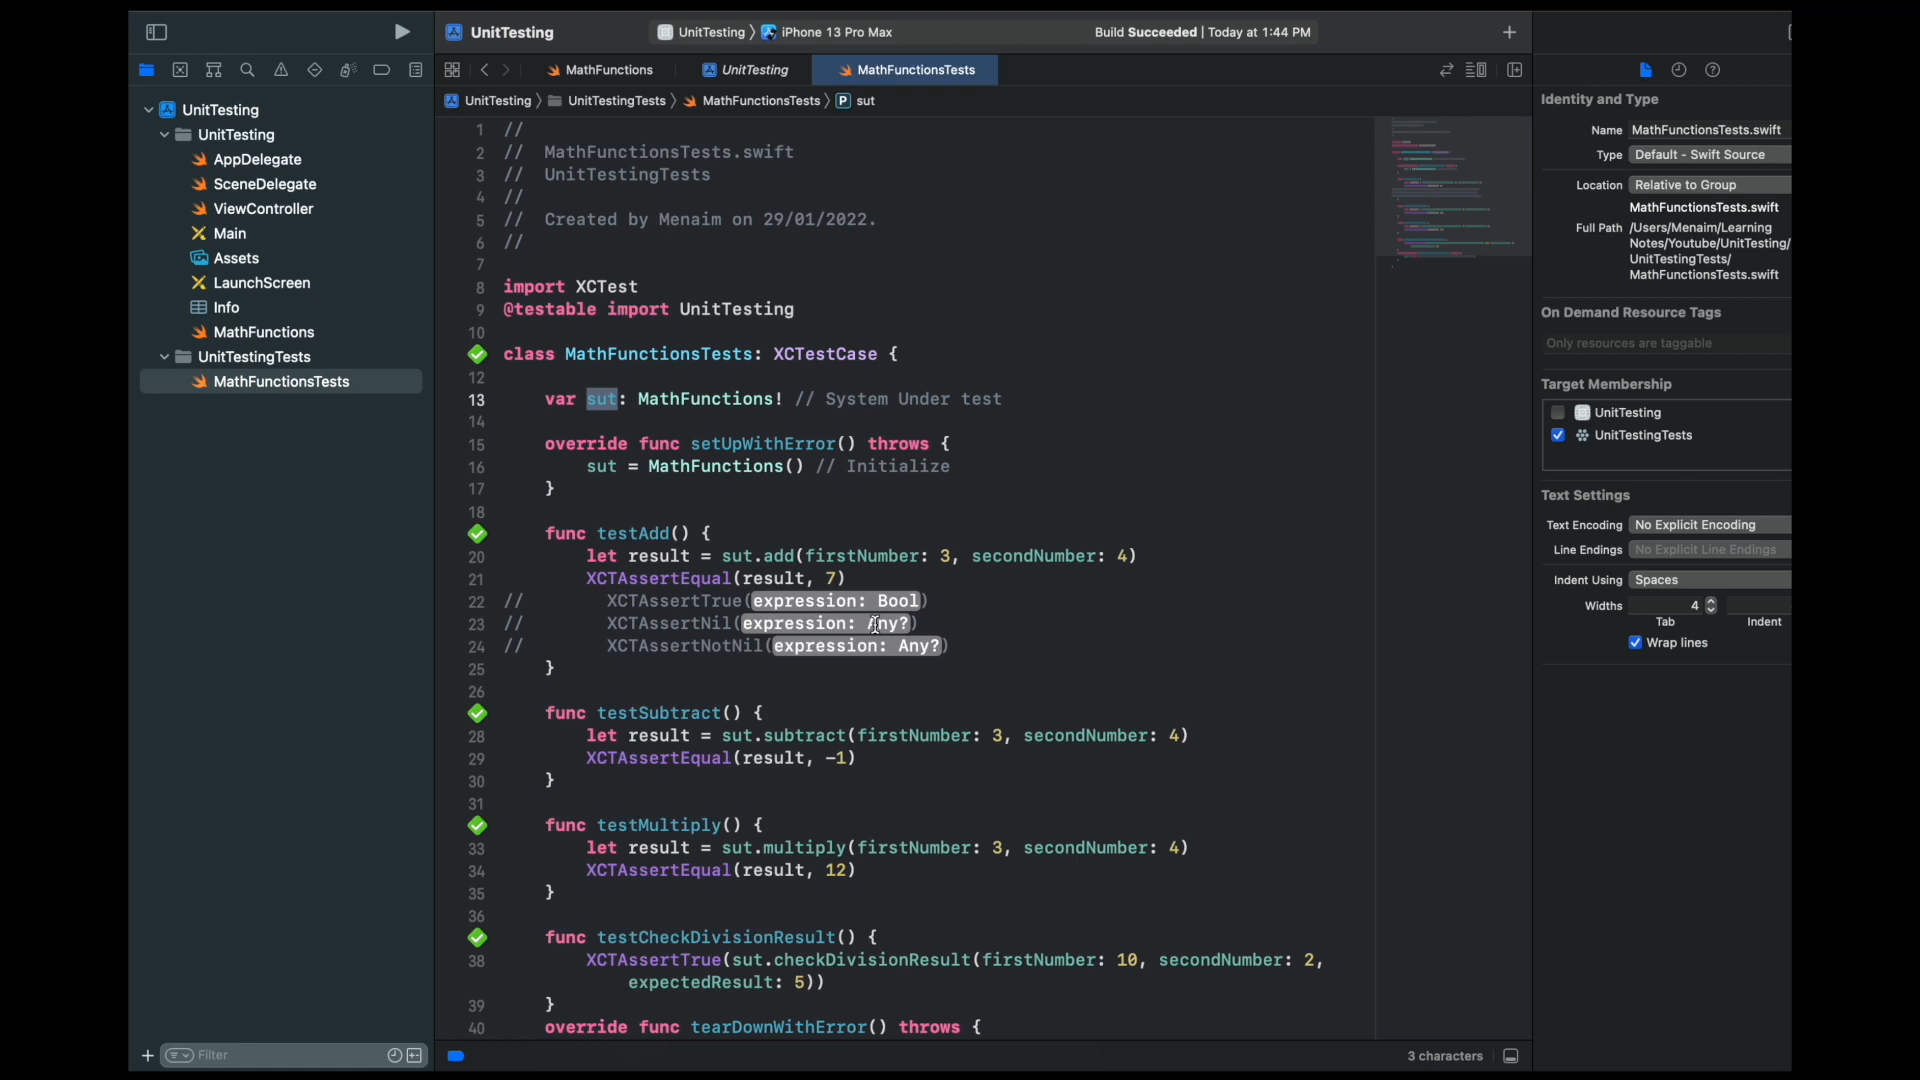 UnitTesting
UnitTesting
iPhone 13 Pro Max
Build Succeeded | Today at 1:44 PM
MathFunctions
UnitTesting
MathFunctionsTests
UnitTesting
UnitTestingTests
MathFunctionsTests
P
sut
UnitTesting
UnitTesting
AppDelegate
SceneDelegate
ViewController
Main
Assets
LaunchScreen
Info
MathFunctions
UnitTestingTests
MathFunctionsTests
Filter
1 //
2 // MathFunctionsTests.swift
3 // UnitTestingTests
4 //
5 // Created by Menaim on 29/01/2022.
6 //
7
8 import XCTest
9 @testable import UnitTesting
10
class MathFunctionsTests: XCTestCase {
12
13 var sut: MathFunctions! // System Under test
14
15 override func setUpWithError() throws {
16 sut = MathFunctions() // Initialize
17 }
18
func testAdd() {
20 let result = sut.add(firstNumber: 3, secondNumber: 4)
21 XCTAssertEqual(result, 7)
22 // XCTAssertTrue(expression: Bool)
23 // XCTAssertNil(expression: Any?)
24 // XCTAssertNotNil(expression: Any?)
25 }
26
func testSubtract() {
28 let result = sut.subtract(firstNumber: 3, secondNumber: 4)
29 XCTAssertEqual(result, -1)
30 }
31
func testMultiply() {
33 let result = sut.multiply(firstNumber: 3, secondNumber: 4)
34 XCTAssertEqual(result, 12)
35 }
36
func testCheckDivisionResult() {
38 XCTAssertTrue(sut.checkDivisionResult(firstNumber: 10, secondNumber: 2,
expectedResult: 5))
39 }
40 override func tearDownWithError() throws {
3 characters
Identity and Type
Name MathFunctionsTests.swift
Type Default - Swift Source
Location Relative to Group
MathFunctionsTests.swift
Full Path /Users/Menaim/Learning
Notes/Youtube/UnitTesting/
UnitTestingTests/
MathFunctionsTests.swift
On Demand Resource Tags
Only resources are taggable
Target Membership
UnitTesting
UnitTestingTests
Text Settings
Text Encoding No Explicit Encoding
Line Endings No Explicit Line Endings
Indent Using Spaces
Widths 4
Tab Indent
Wrap lines